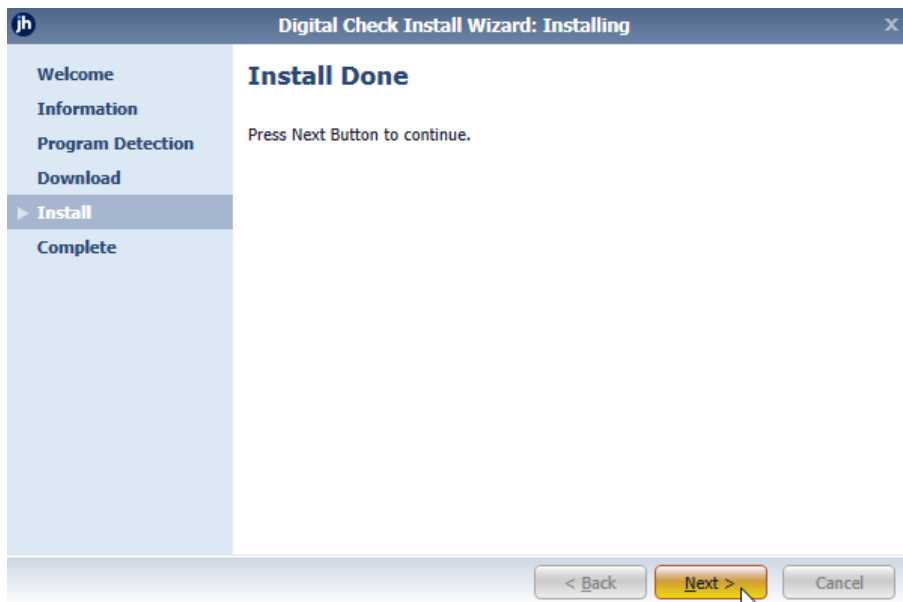 jh
Digital Check Install Wizard: Installing
x
Welcome
Information
Program Detection
Download
Install
Complete
Install Done
Press Next Button to continue.
< Back
Next >
Cancel